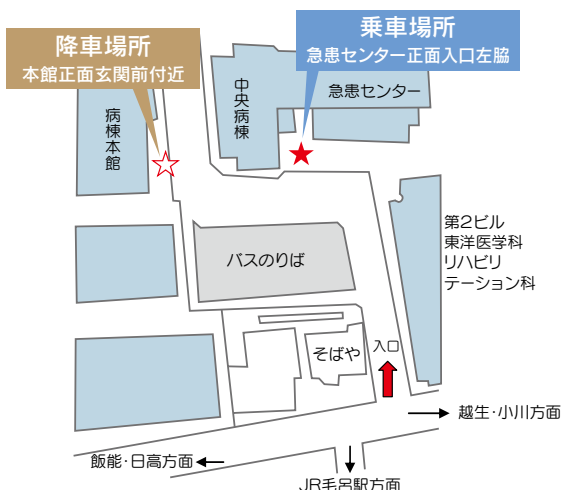 降車場所
本館正面玄関前付近
乗車場所
急患センター正面入口左脇
病棟本館
中央病棟
急患センター
第2ビル
東洋医学科
リハビリ
テーション科
バスのりば
そばや
入口
越生・小川方面
飯能・日高方面
JR毛呂駅方面